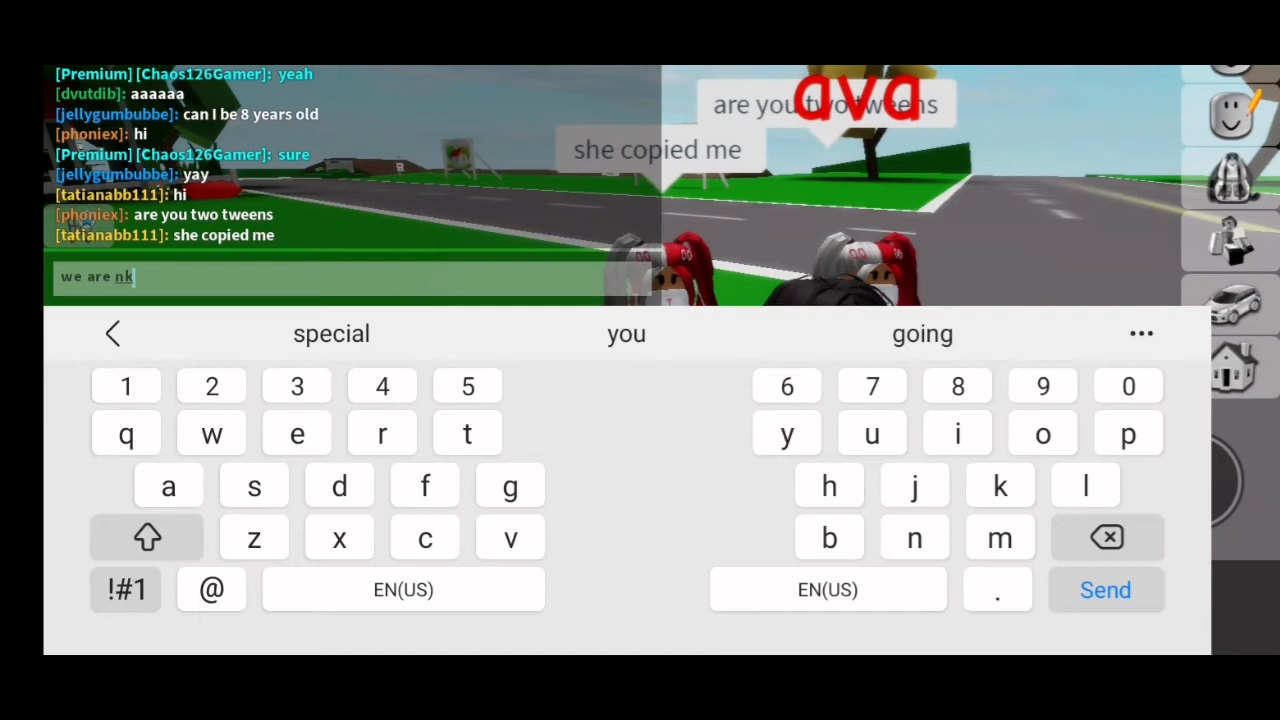 [Premium] [Chaos126Gamer]: yeah
[dvutdib]: aaaaaa
[jellygumbubbe]: can I be 8 years old
[phoniex]: hi
[Premium] [Chaos126Gamer]: sure
[jellygumbubbe]: yay
[tatianabb111]: hi
[phoniex]: are you two tweens
[tatianabb111]: she copied me
ava
are you two tweens
she copied me
we are nk
special you going •••
1 2 3 4 5 6 7 8 9 0
q w e r t y u i o p
a s d f g h j k l
z x c v b n m
!#1 @ EN(US) EN(US) . Send